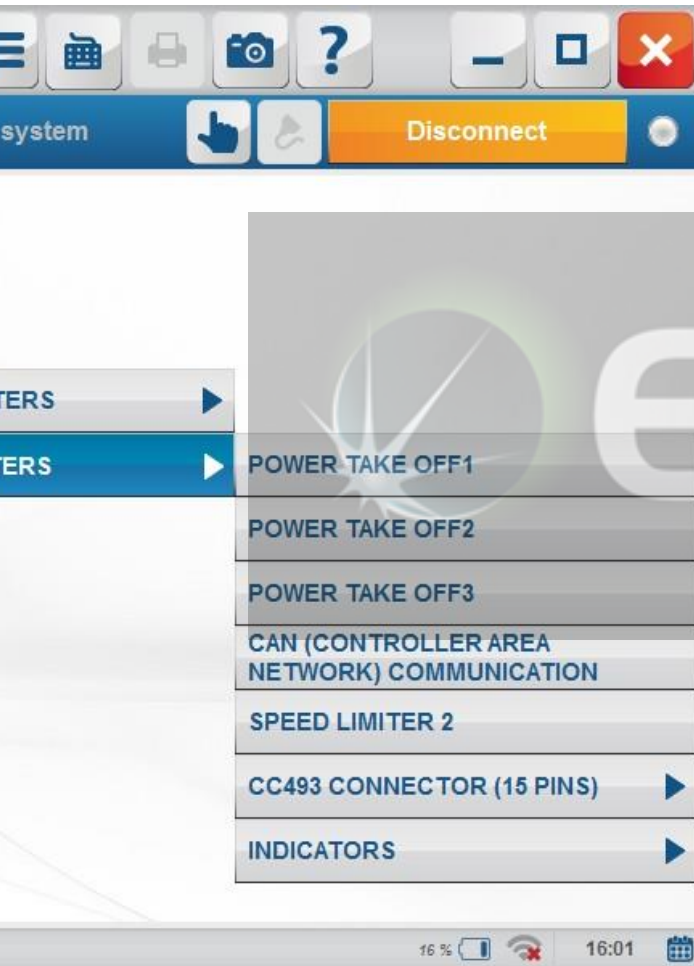 ?
system
Disconnect
TERS
TERS
POWER TAKE OFF1
POWER TAKE OFF2
POWER TAKE OFF3
CAN (CONTROLLER AREA
NETWORK) COMMUNICATION
SPEED LIMITER 2
CC493 CONNECTOR (15 PINS)
INDICATORS
16 %
16:01